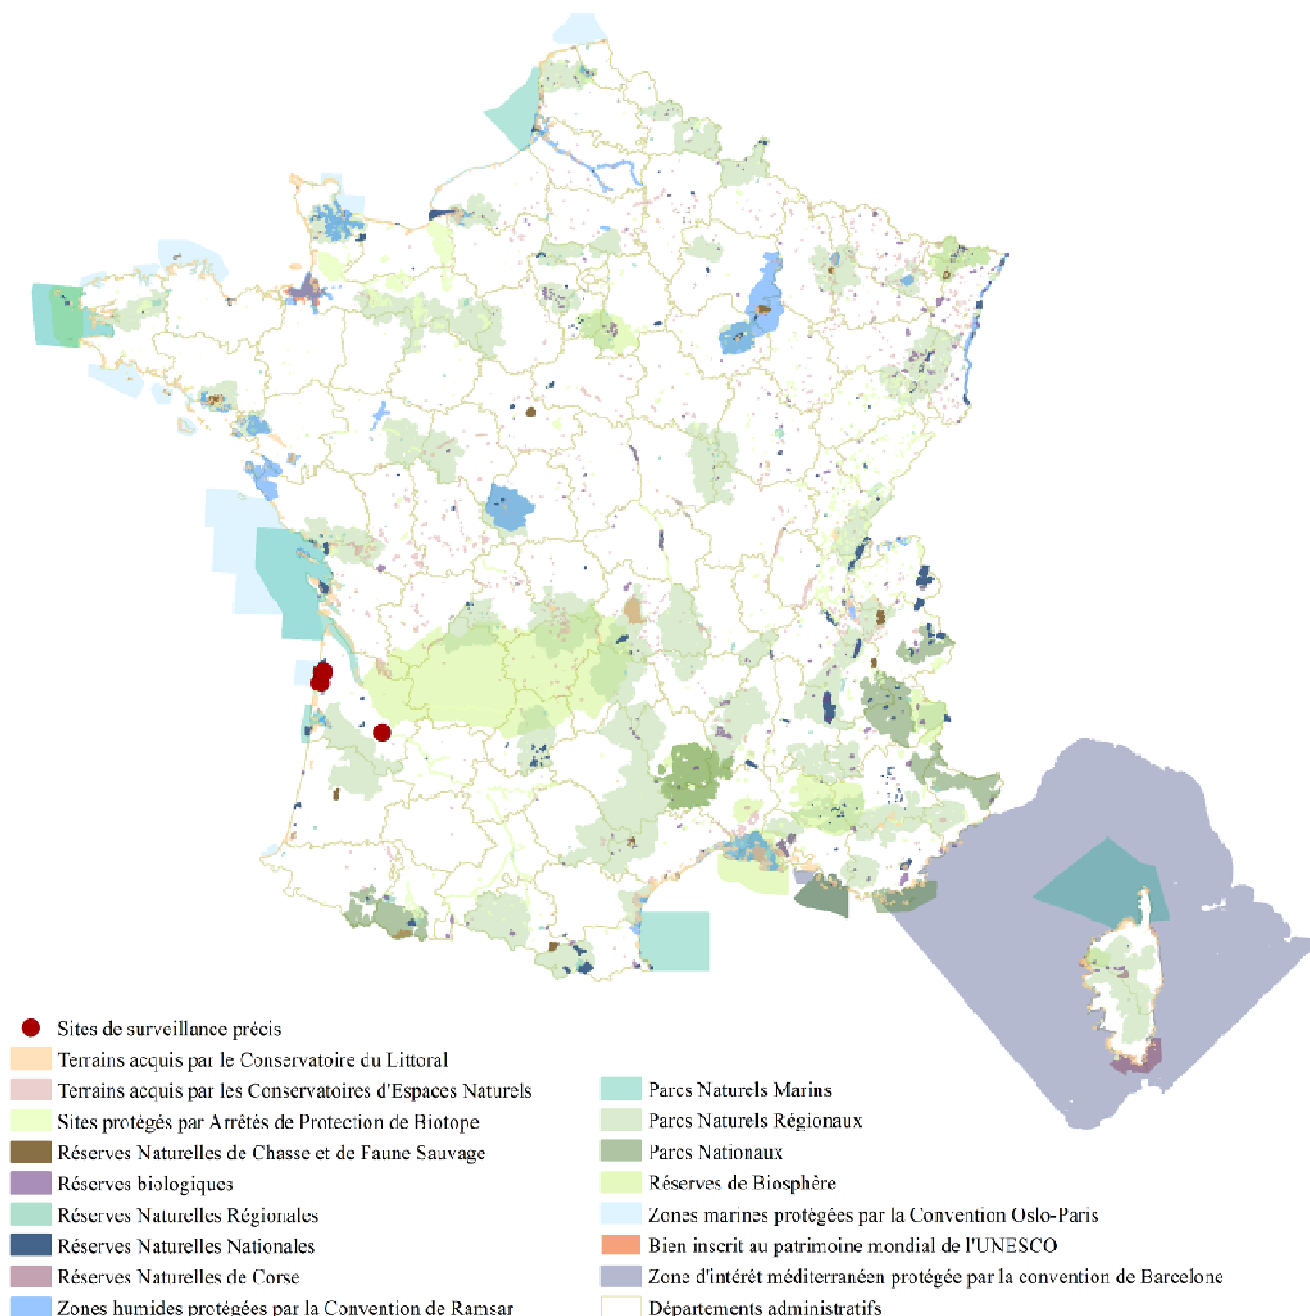 Sites de surveillance précis
Terrains acquis par le Conservatoire du Littoral
Terrains acquis par les Conservatoires d'Espaces Naturels
Sites protégés par Arrêtés de Protection de Biotope
Réserves Naturelles de Chasse et de Faune Sauvage
Réserves biologiques
Réserves Naturelles Régionales
Réserves Naturelles Nationales
Réserves Naturelles de Corse
Zones humides protégées par la Convention de Ramsar
Parcs Naturels Marins
Parcs Naturels Régionaux
Parcs Nationaux
Réserves de Biosphère
Zones marines protégées par la Convention Oslo-Paris
Bien inscrit au patrimoine mondial de l'UNESCO
Zone d'intérêt méditerranéen protégée par la convention de Barcelone
Départements administratifs